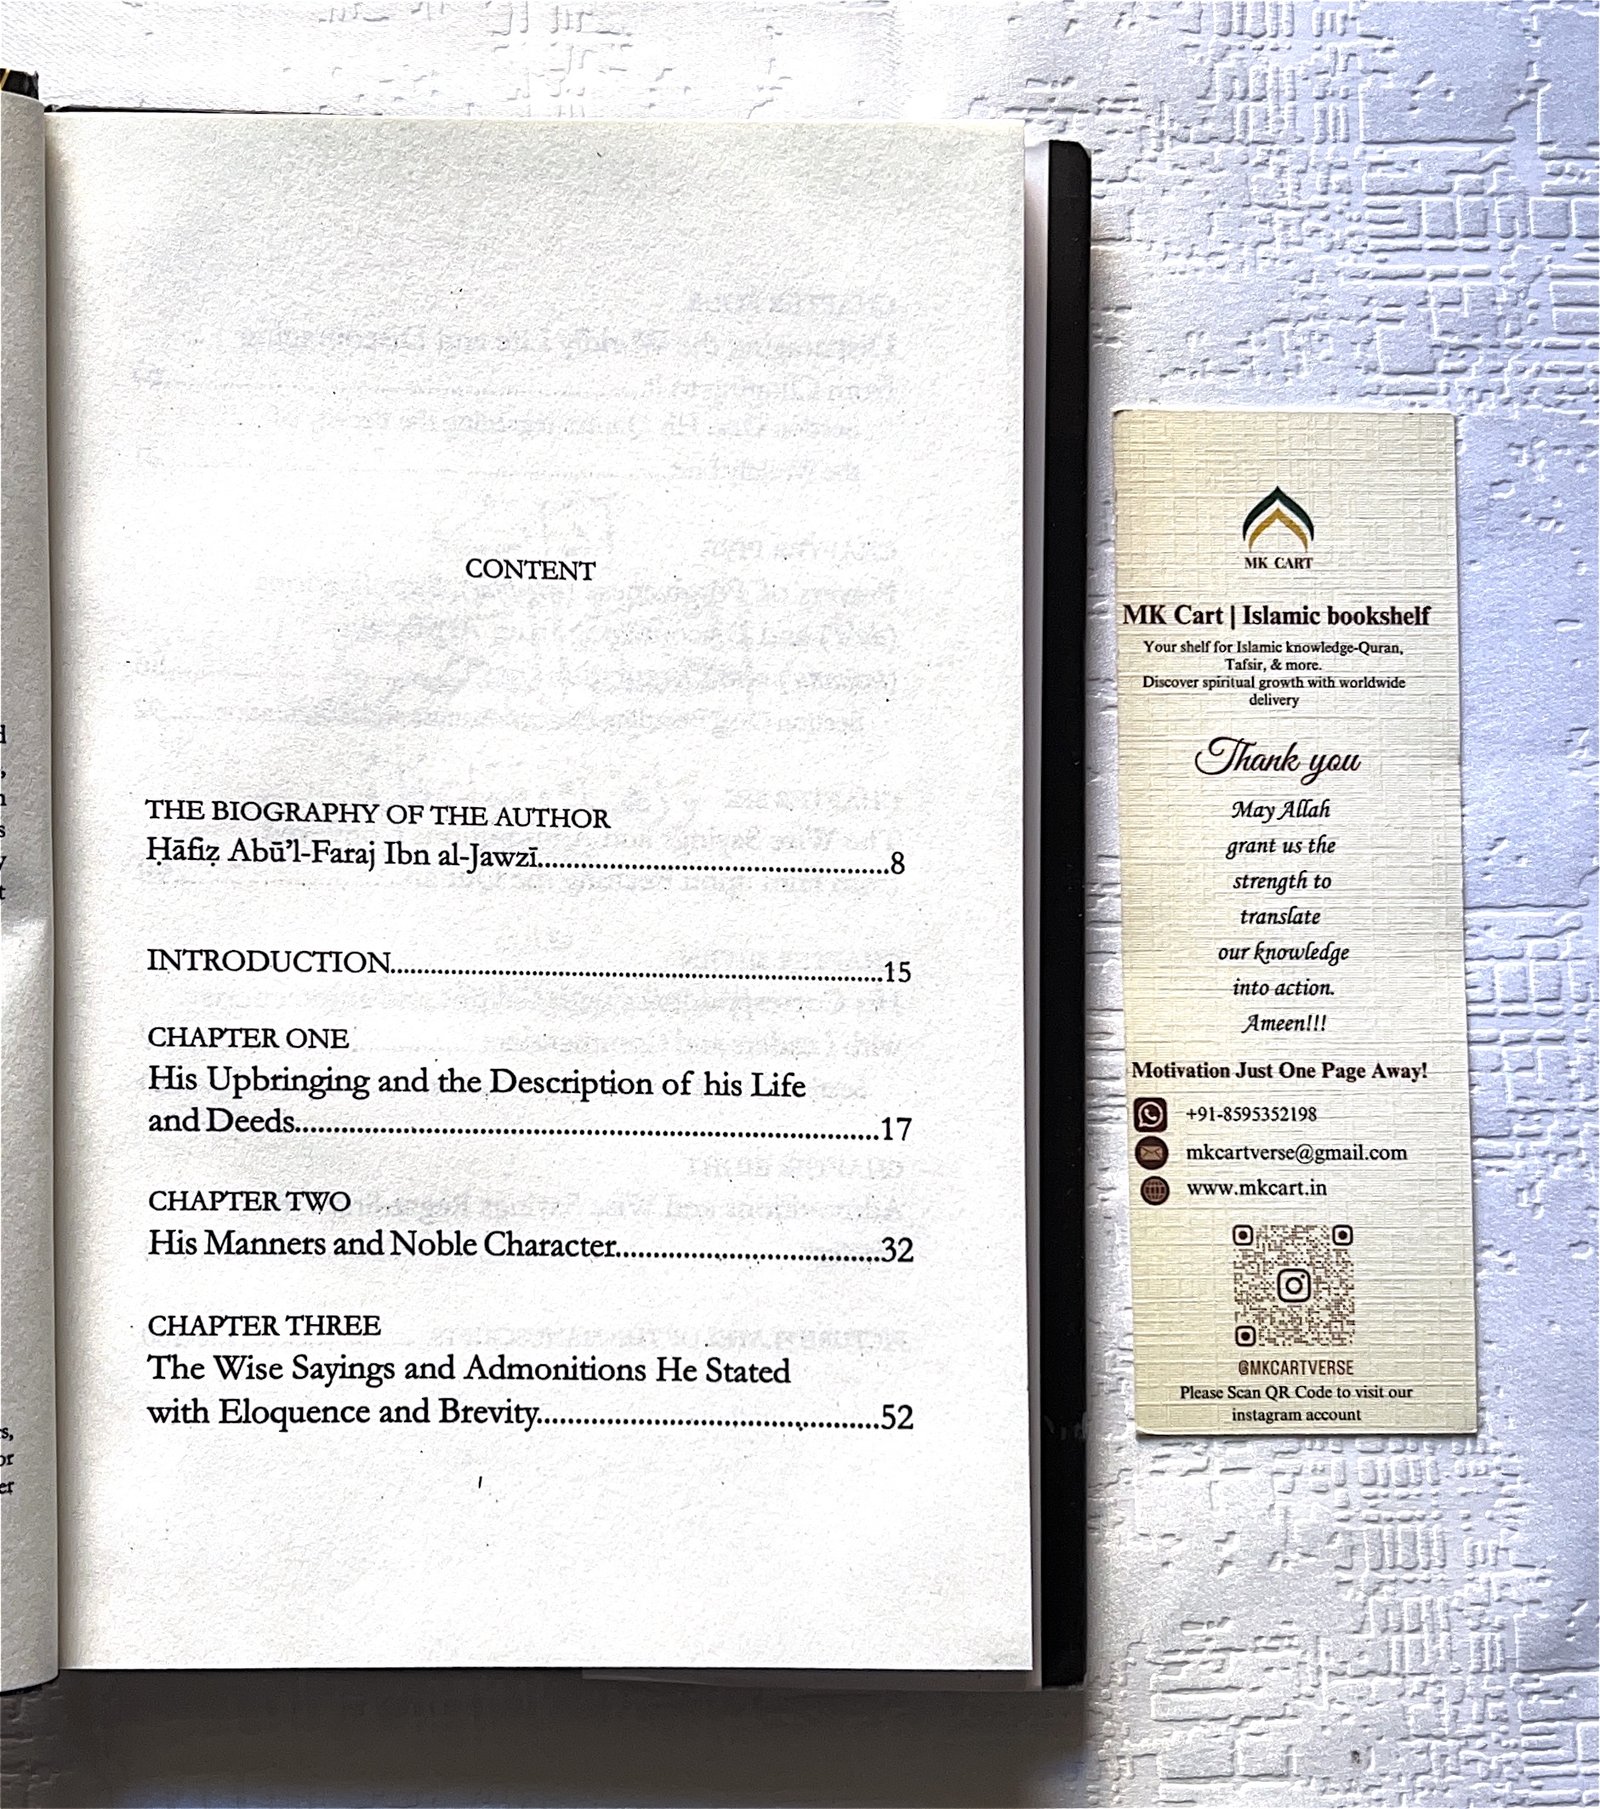 CONTENT
THE BIOGRAPHY OF THE AUTHOR
Ḥāfiẓ Abū'l-Faraj Ibn al-Jawzī........................................8
INTRODUCTION........................................15
CHAPTER ONE
His Upbringing and the Description of his Life
and Deeds........................................17
CHAPTER TWO
His Manners and Noble Character........................................32
CHAPTER THREE
The Wise Sayings and Admonitions He Stated
with Eloquence and Brevity........................................52
MK CART
MK Cart | Islamic bookshelf
Your shelf for Islamic knowledge-Quran,
Tafsir, & more.
Discover spiritual growth with worldwide
delivery
Thank you
May Allah
grant us the
strength to
translate
our knowledge
into action.
Ameen!!!
Motivation Just One Page Away!
+91-8595352198
mkcartverse@gmail.com
www.mkcart.in
@MKCARTVERSE
Please Scan QR Code to visit our
instagram account